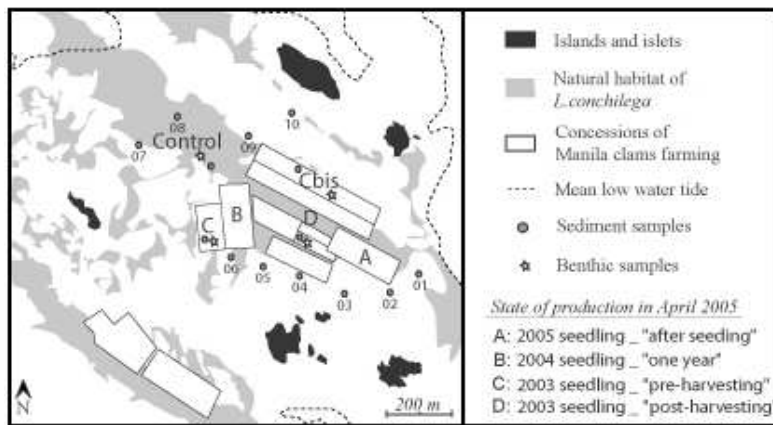 08
10
Control
09
07
Cbis
C
B
D
A
06
05
04
03
02
01
N
200 m
Islands and islets
Natural habitat of
L.conchilega
Concessions of
Manila clams farming
Mean low water tide
Sediment samples
Benthic samples
State of production in April 2005
A: 2005 seedling _ "after seeding"
B: 2004 seedling _ "one year"
C: 2003 seedling _ "pre-harvesting"
D: 2003 seedling _ "post-harvesting"